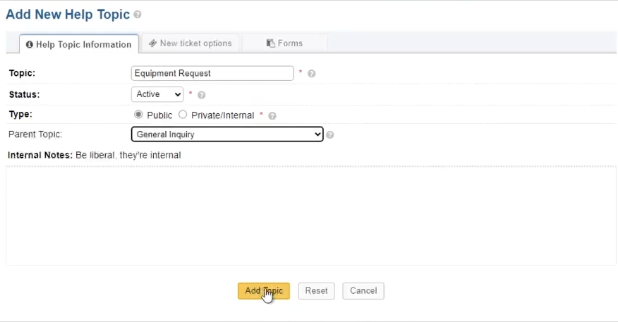 Add New Help Topic
Help Topic Information New ticket options Forms
Topic: Equipment Request *
Status: Active *
Type: Public Private/Internal *
Parent Topic: General Inquiry
Internal Notes: Be liberal, they're internal
Add Topic Reset Cancel